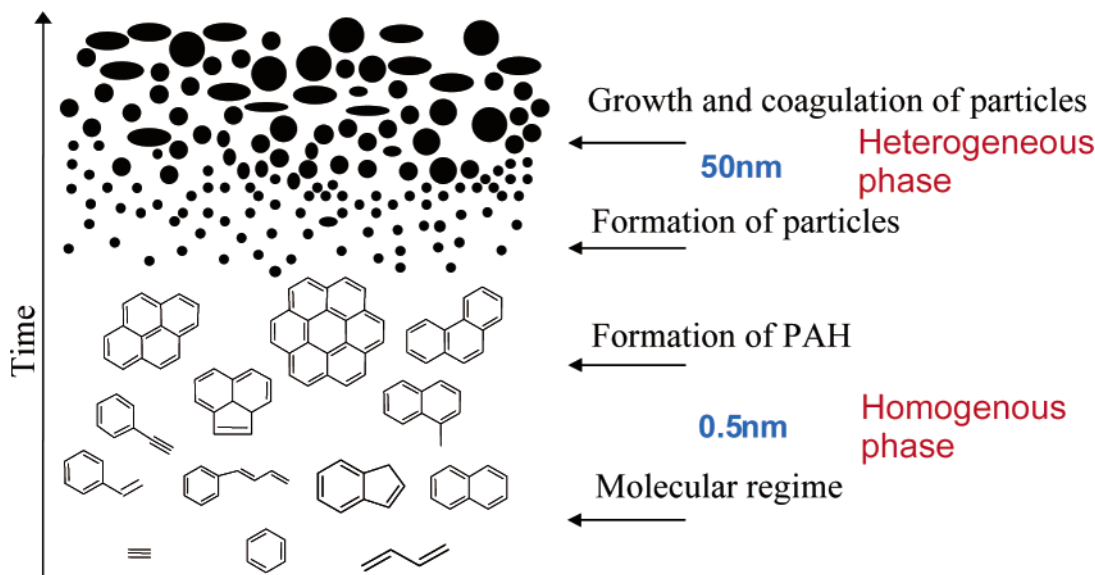 Growth and coagulation of particles
50nm
Heterogeneous
phase
Formation of particles
Time
Formation of PAH
0.5nm
Homogenous
phase
Molecular regime